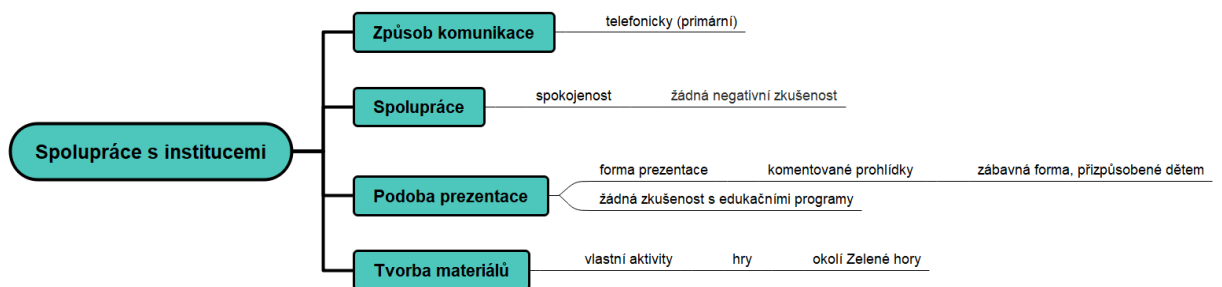 Spolupráce s institucemi
Způsob komunikace
telefonicky (primární)
Spolupráce
spokojenost
žádná negativní zkušenost
Podoba prezentace
forma prezentace
komentované prohlídky
zábavná forma, přizpůsobené dětem
žádná zkušenost s edukačními programy
Tvorba materiálů
vlastní aktivity
hry
okolí Zelené hory